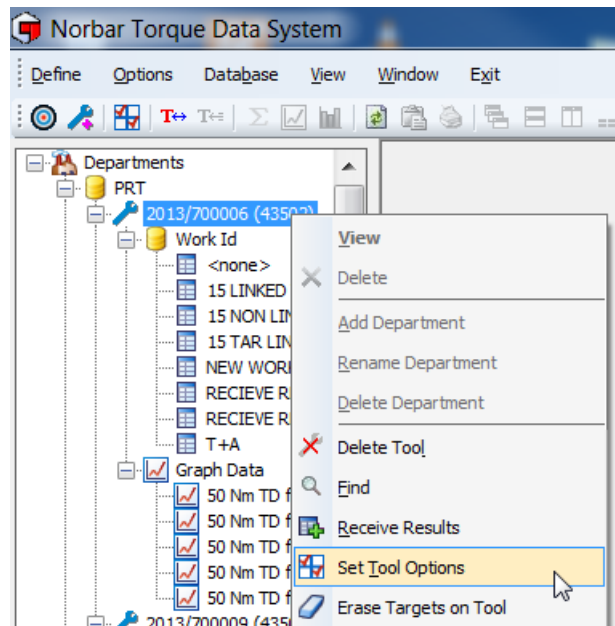 Norbar Torque Data System
Define Options Database View Window Exit
T↔ T⇐ Σ
Departments
PRT
2013/700006 (43502)
Work Id
<none>
15 LINKED
15 NON LIN
15 TAR LIN
NEW WORK
RECIEVE R
RECIEVE R
T+A
Graph Data
50 Nm TD f
50 Nm TD f
50 Nm TD f
50 Nm TD f
50 Nm TD f
2013/700009 (435
View
Delete
Add Department
Rename Department
Delete Department
Delete Tool
Find
Receive Results
Set Tool Options
Erase Targets on Tool